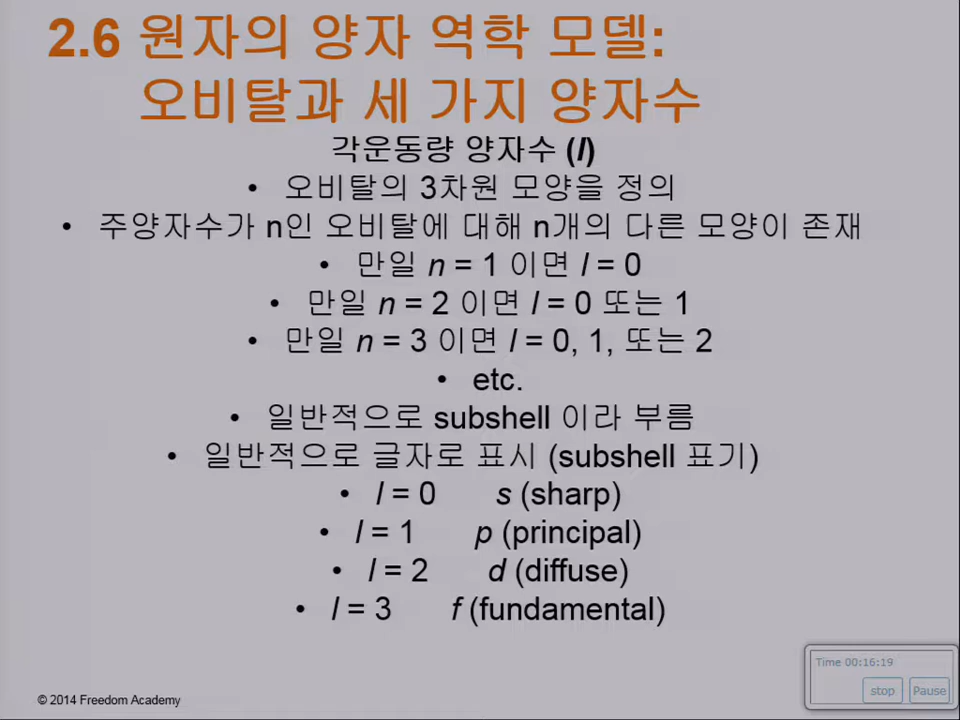 2.6 원자의 양자 역학 모델:
오비탈과 세 가지 양자수
각운동량 양자수 (l)
• 오비탈의 3차원 모양을 정의
• 주양자수가 n인 오비탈에 대해 n개의 다른 모양이 존재
• 만일 n = 1 이면 l = 0
• 만일 n = 2 이면 l = 0 또는 1
• 만일 n = 3 이면 l = 0, 1, 또는 2
• etc.
• 일반적으로 subshell 이라 부름
• 일반적으로 글자로 표시 (subshell 표기)
• l = 0 s (sharp)
• l = 1 p (principal)
• l = 2 d (diffuse)
• l = 3 f (fundamental)
Time 00:16:19
stop Pause
© 2014 Freedom Academy